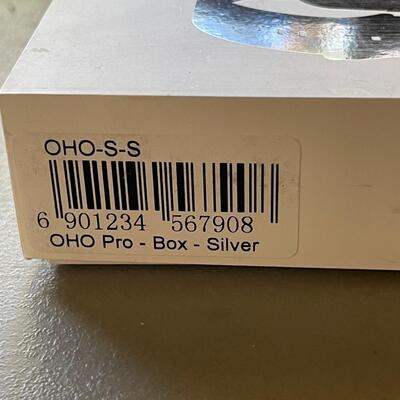 OHO-S-S
6 901234 567908
OHO Pro - Box - Silver